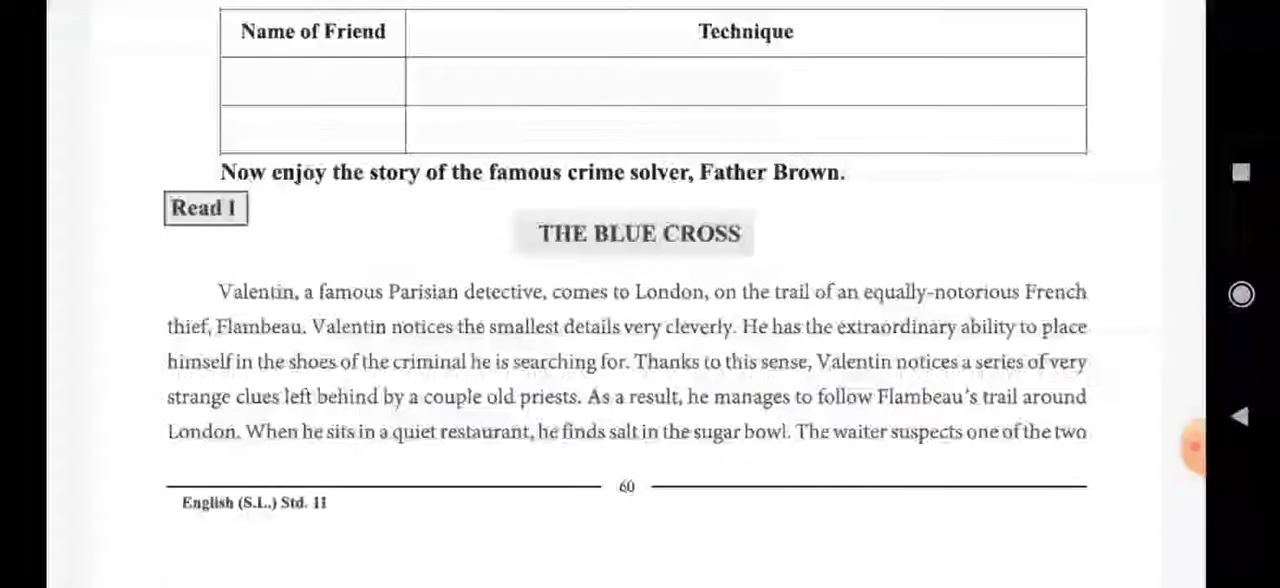 Name of Friend Technique
Now enjoy the story of the famous crime solver, Father Brown.
Read 1
THE BLUE CROSS
Valentin, a famous Parisian detective, comes to London, on the trail of an equally-notorious French
thief, Flambeau. Valentin notices the smallest details very cleverly. He has the extraordinary ability to place
himself in the shoes of the criminal he is searching for. Thanks to this sense, Valentin notices a series of very
strange clues left behind by a couple old priests. As a result, he manages to follow Flambeau's trail around
London. When he sits in a quiet restaurant, he finds salt in the sugar bowl. The waiter suspects one of the two
60
English (S.L.) Std. 11